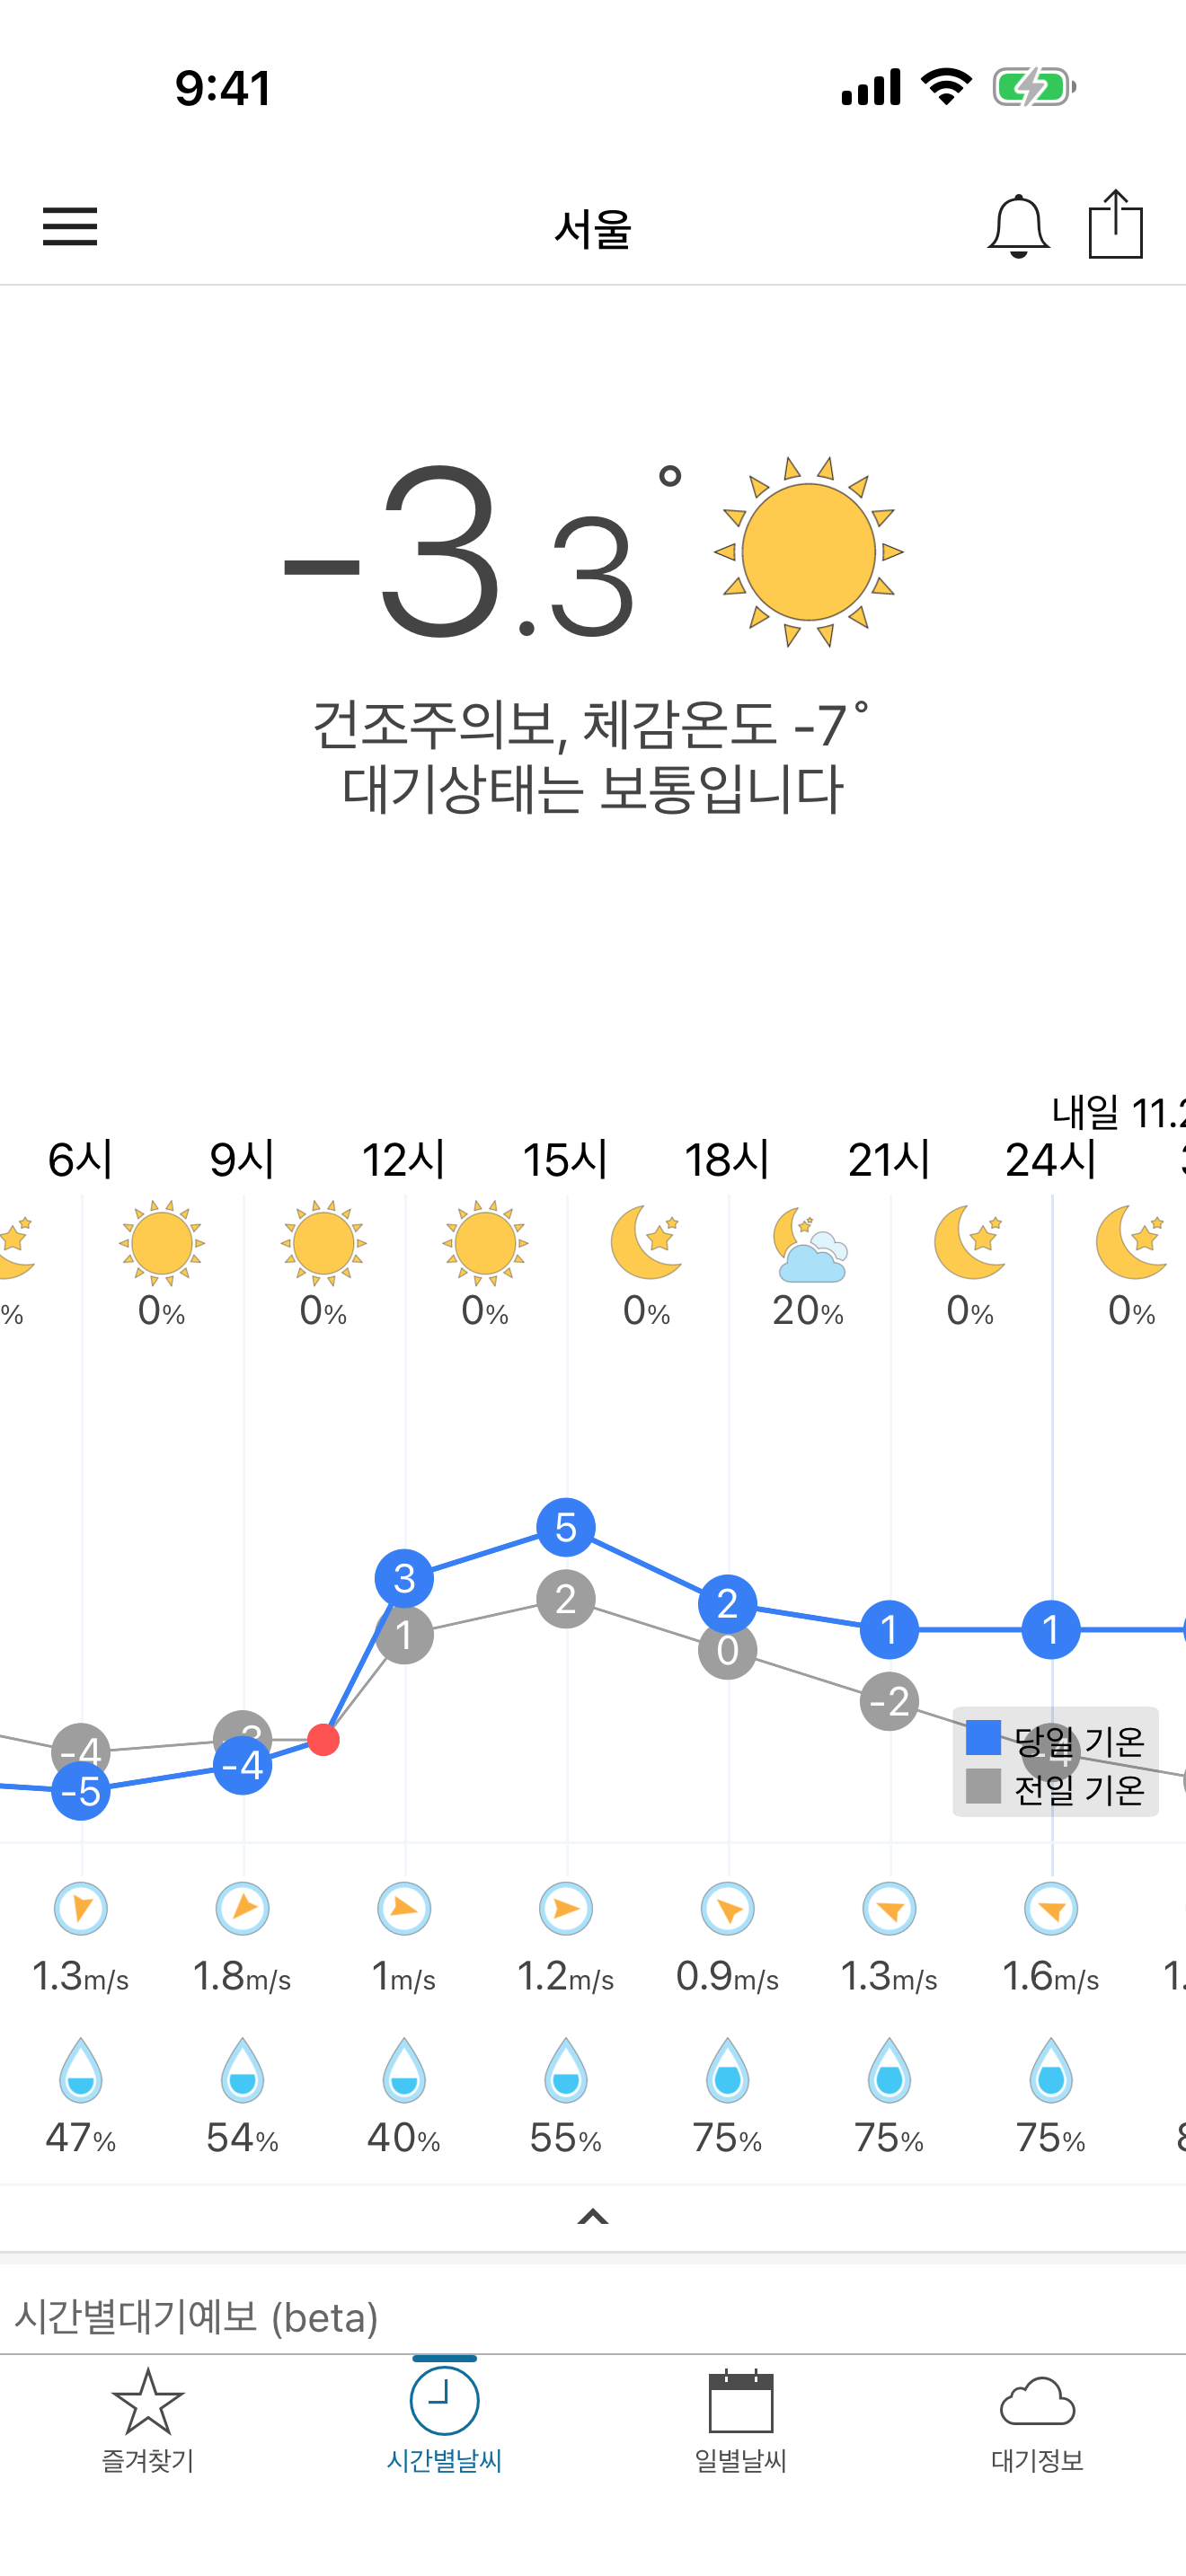 9:41
서울
-3.3°
건조주의보, 체감온도 -7°
대기상태는 보통입니다
내일
6시 9시 12시 15시 18시 21시 24시
0% 0% 0% 0% 20% 0% 0%
5
3
2
2
1
1 1
0
-2
-4
-4
-5
당일 기온
전일 기온
1.3m/s 1.8m/s 1m/s 1.2m/s 0.9m/s 1.3m/s 1.6m/s
47% 54% 40% 55% 75% 75% 75%
시간별대기예보 (beta)
즐겨찾기 시간별날씨 일별날씨 대기정보